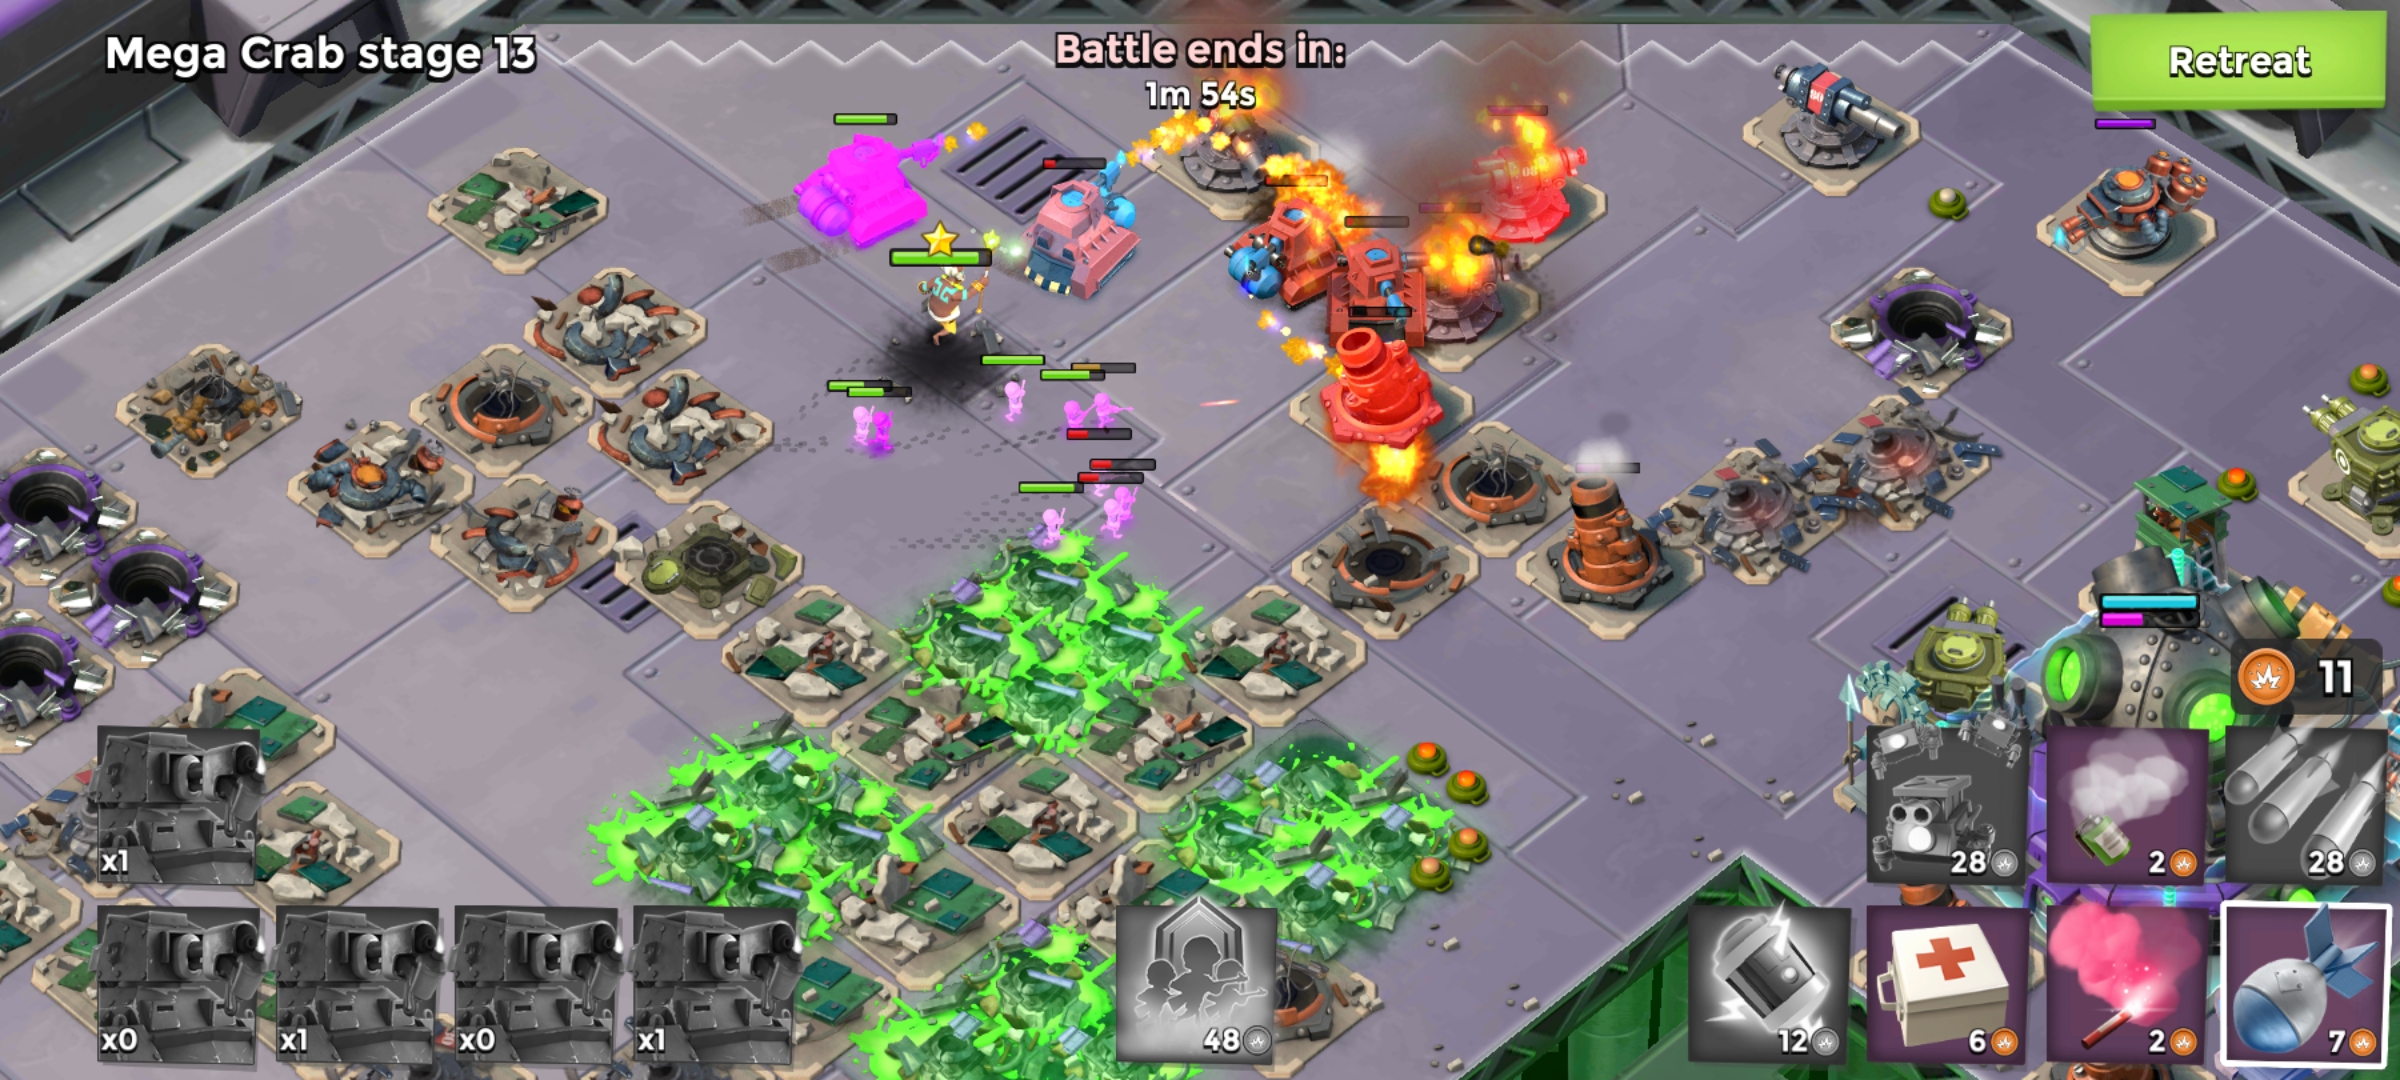 Mega Crab stage 13
Battle ends in:
1m 54s
Retreat
11
x1
28
2
28
x0
x1
x0
x1
48
12
6
2
7